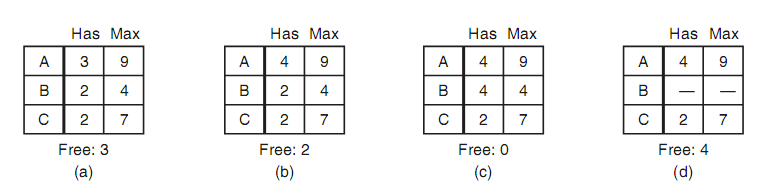 Has Max Has Max Has Max Has Max
A 3 9 A 4 9 A 4 9 A 4 9
B 2 4 B 2 4 B 4 4 B — —
C 2 7 C 2 7 C 2 7 C 2 7
Free: 3 Free: 2 Free: 0 Free: 4
(a) (b) (c) (d)